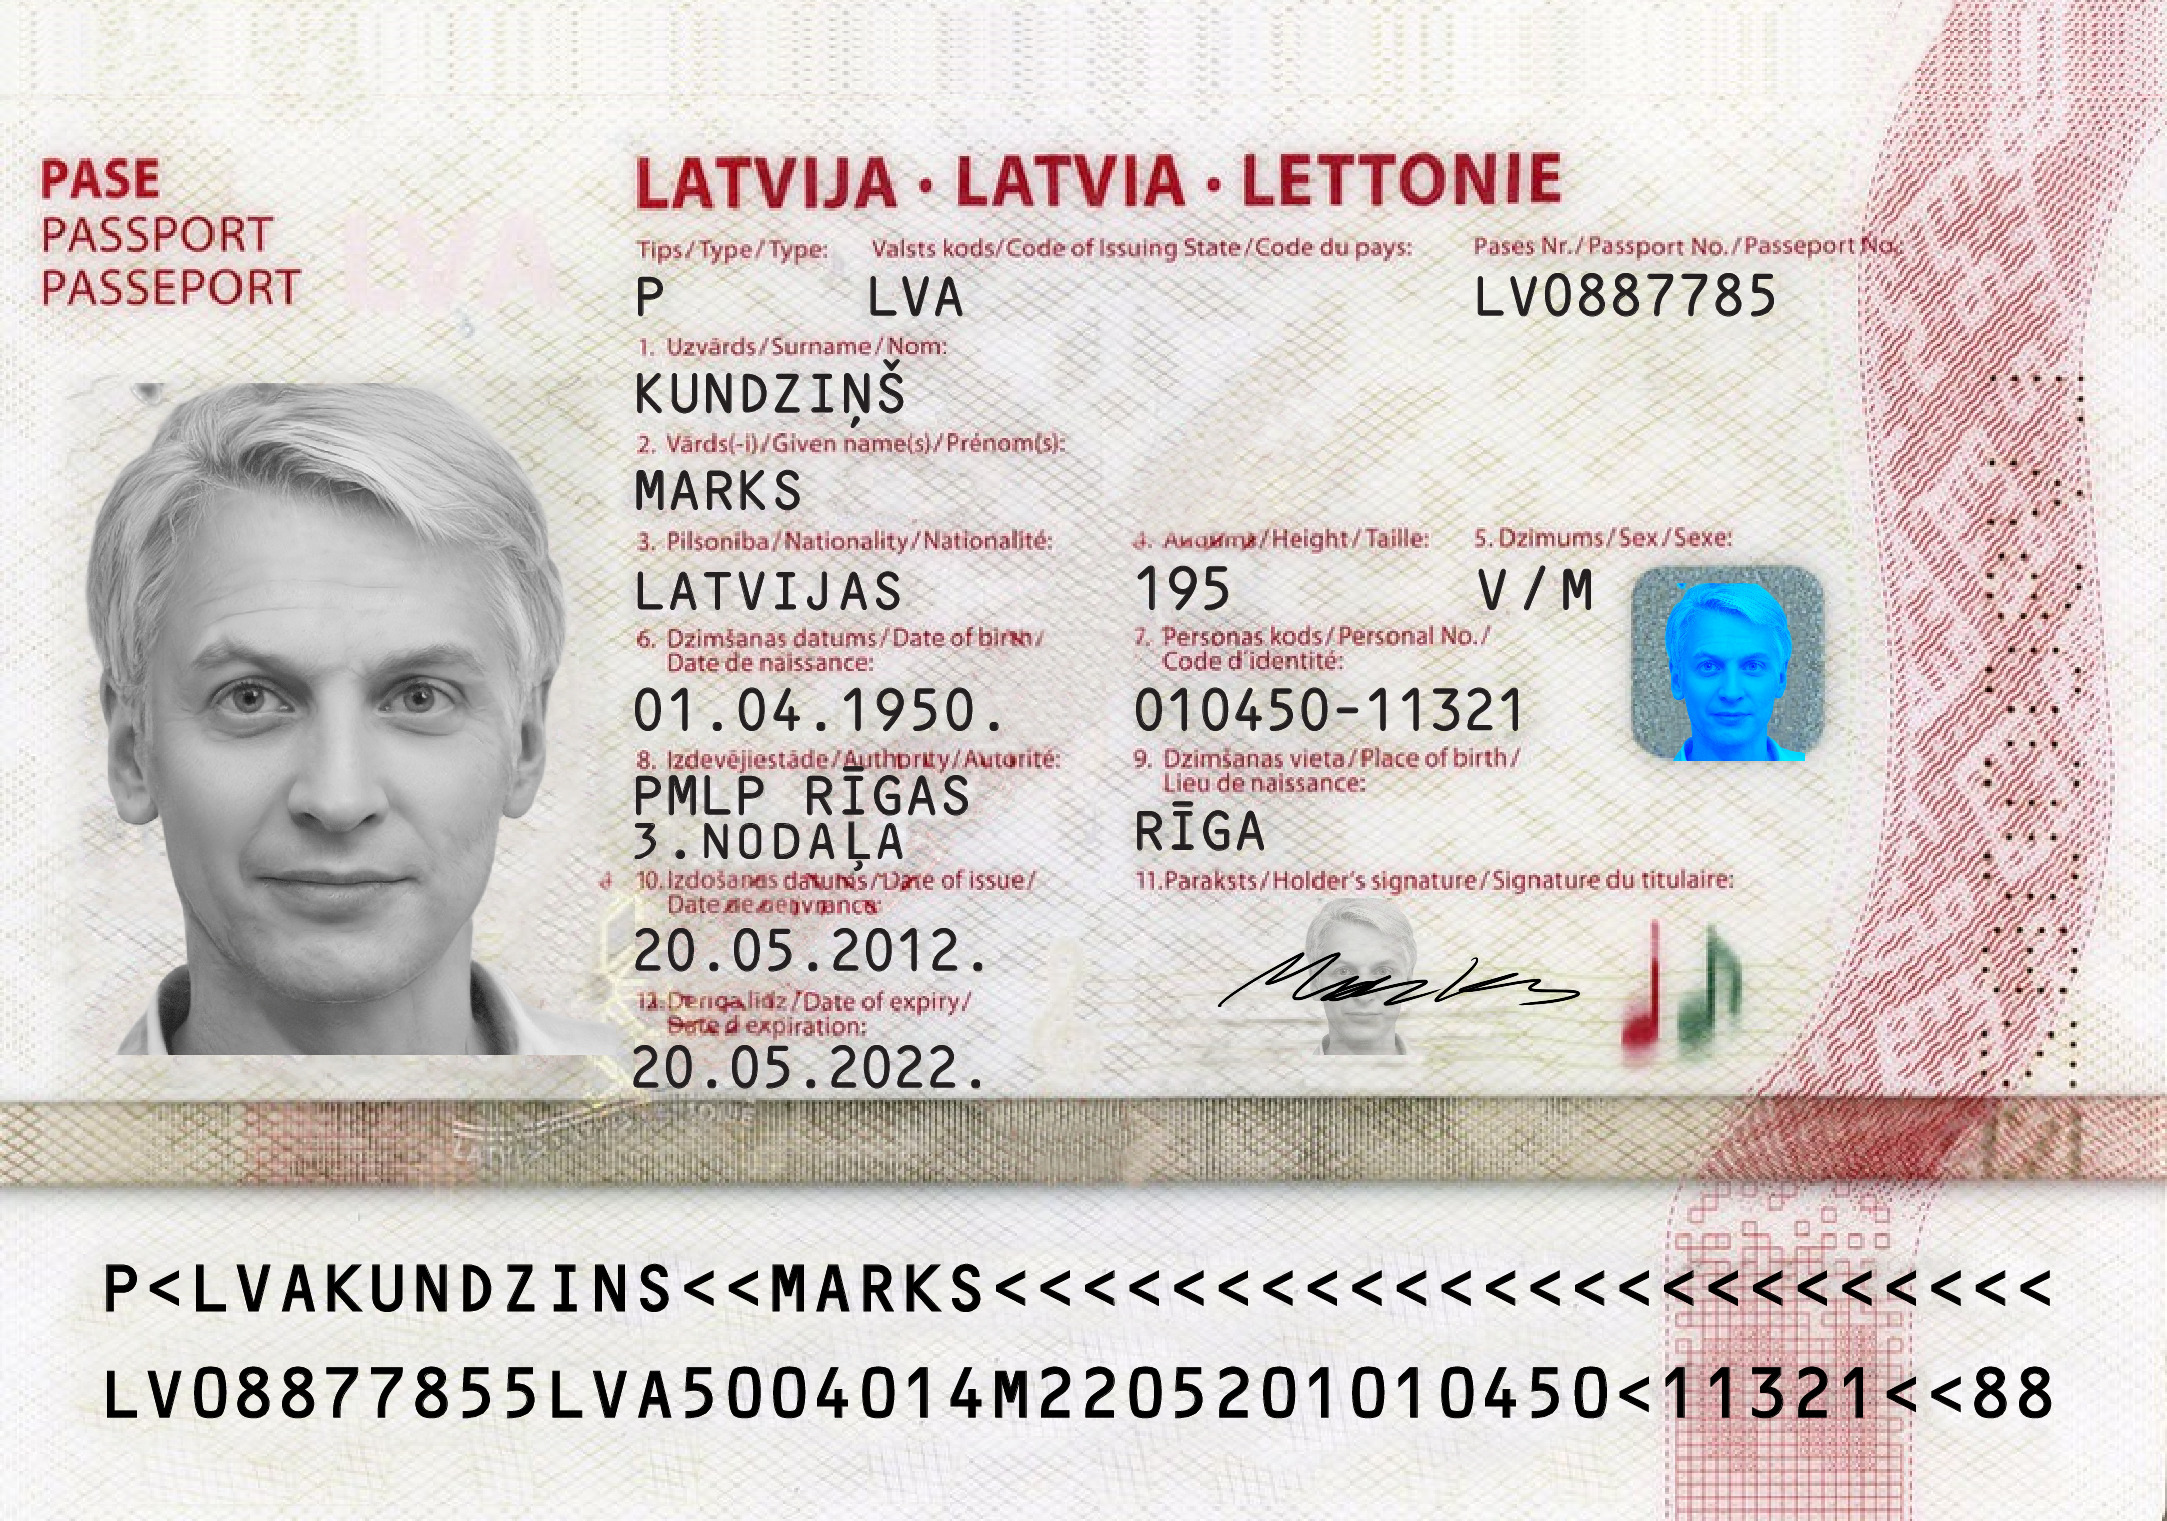 PASE
PASSPORT
PASSEPORT
LVA
LATVIJA · LATVIA · LETTONIE
Tips/Type/Type: Valsts kods/Code of Issuing State/Code du pays: Pases Nr./Passport No./Passeport No.:
P LVA LV0887785
1. Uzvārds/Surname/Nom:
KUNDZIŅŠ
2. Vārds(-i)/Given name(s)/Prénom(s):
MARKS
3. Pilsonība/Nationality/Nationalité: 4. Augums/Height/Taille: 5. Dzimums/Sex/Sexe:
LATVIJAS 195 V/M
6. Dzimšanas datums/Date of birth/ 7. Personas kods/Personal No./
Date de naissance: Code d'identité:
01.04.1950. 010450-11321
8. Izdevējiestāde/Authority/Autorité: 9. Dzimšanas vieta/Place of birth/
Lieu de naissance:
PMLP RĪGAS
3.NODAĻA RĪGA
10. Izdošanas datums/Date of issue/ 11. Paraksts/Holder's signature/Signature du titulaire:
Date de délivrance:
20.05.2012.
12. Derīga līdz/Date of expiry/
Date d'expiration:
20.05.2022.
P<LVAKUNDZINS<<MARKS<<<<<<<<<<<<<<<<<<<<<<<<
LV08877855LVA5004014M2205201010450<11321<<88